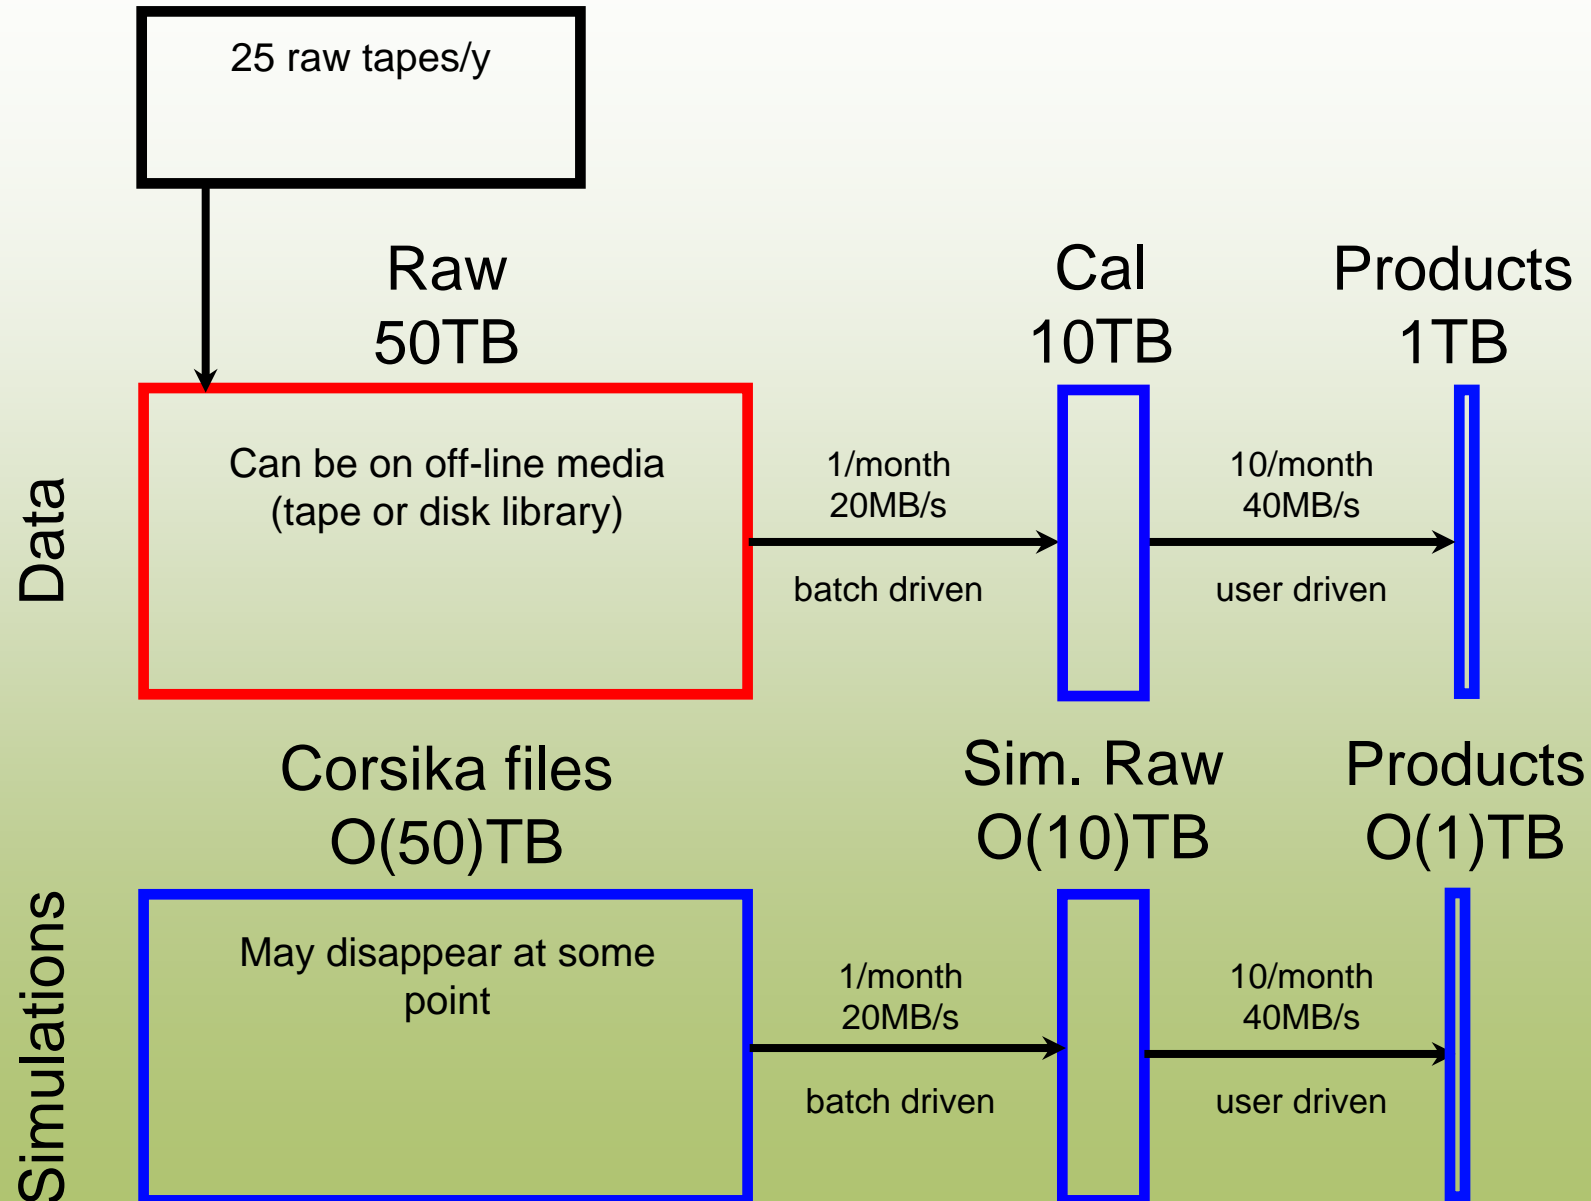 25 raw tapes/y
Raw
50TB
Cal
10TB
Products
1TB
Data
Can be on off-line media
(tape or disk library)
1/month
20MB/s
batch driven
10/month
40MB/s
user driven
Corsika files
O(50)TB
Sim. Raw
O(10)TB
Products
O(1)TB
Simulations
May disappear at some
point
1/month
20MB/s
batch driven
10/month
40MB/s
user driven